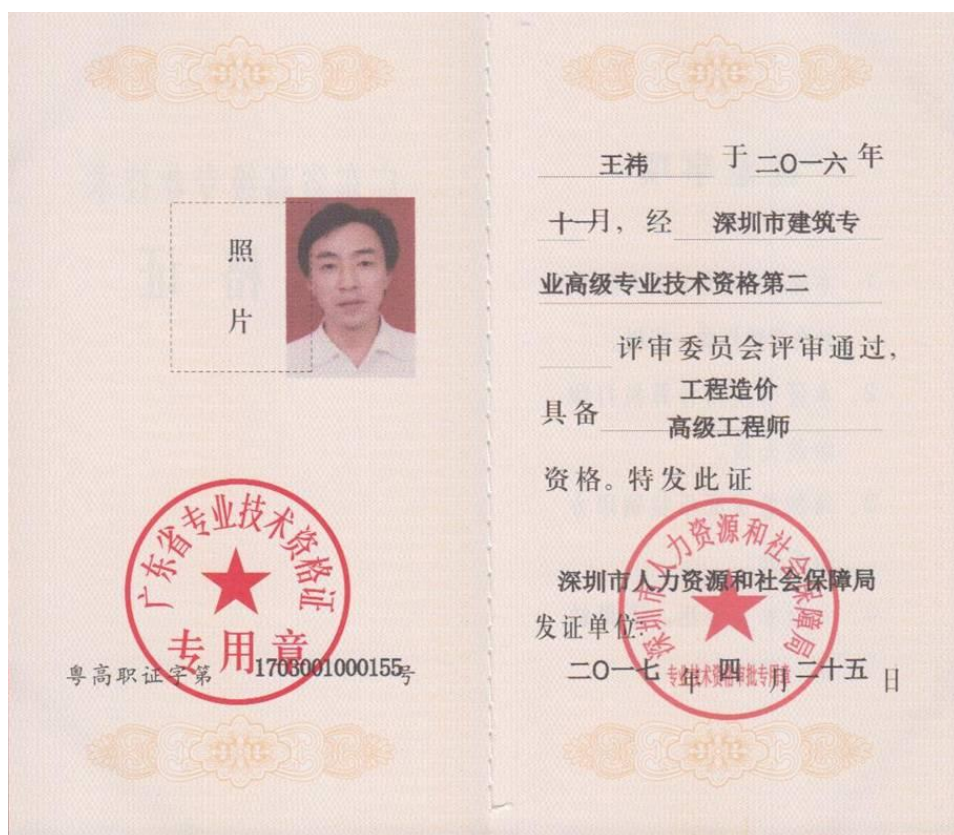 照
片
广东省专业技术资格证
专用章
粤高职证字第1703001000155号
王祎 于 二〇一六 年
十一月, 经 深圳市建筑专
业高级专业技术资格第二
评审委员会评审通过,
工程造价
具备
高级工程师
资格。特发此证
深圳市人力资源和社会保障局
深圳市人力资源和社会保障局
发证单位:
专业技术资格审批专用章
二〇一七 年 四 月 二十五 日